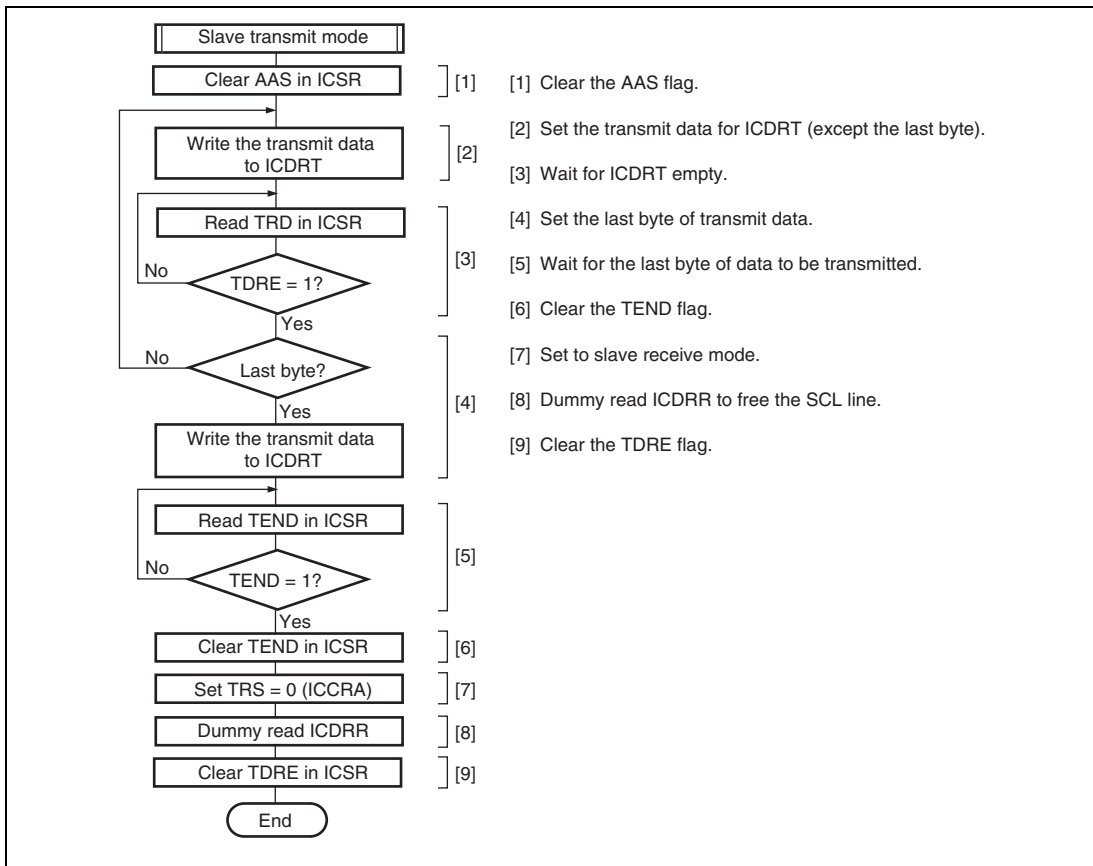 Slave transmit mode
Clear AAS in ICSR
[1]
[1] Clear the AAS flag.
Write the transmit data
to ICDRT
[2]
[2] Set the transmit data for ICDRT (except the last byte).
[3] Wait for ICDRT empty.
Read TRD in ICSR
[4] Set the last byte of transmit data.
[3]
No
TDRE = 1?
[5] Wait for the last byte of data to be transmitted.
[6] Clear the TEND flag.
Yes
[7] Set to slave receive mode.
No
Last byte?
[4]
[8] Dummy read ICDRR to free the SCL line.
Yes
Write the transmit data
to ICDRT
[9] Clear the TDRE flag.
Read TEND in ICSR
[5]
No
TEND = 1?
Yes
Clear TEND in ICSR
[6]
Set TRS = 0 (ICCRA)
[7]
Dummy read ICDRR
[8]
Clear TDRE in ICSR
[9]
End